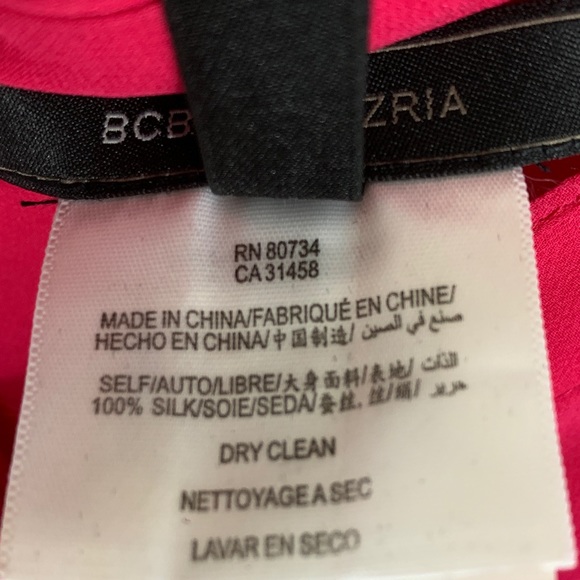 BCB ZRIA
RN 80734
CA 31458
MADE IN CHINA/FABRIQUÉ EN CHINE/
HECHO EN CHINA/中国制造/ صنع في الصين
SELF/AUTO/LIBRE/大身面料/表地/ الذات
100% SILK/SOIE/SEDA/蚕丝, 丝/絹/ حرير
DRY CLEAN
NETTOYAGE A SEC
LAVAR EN SECO